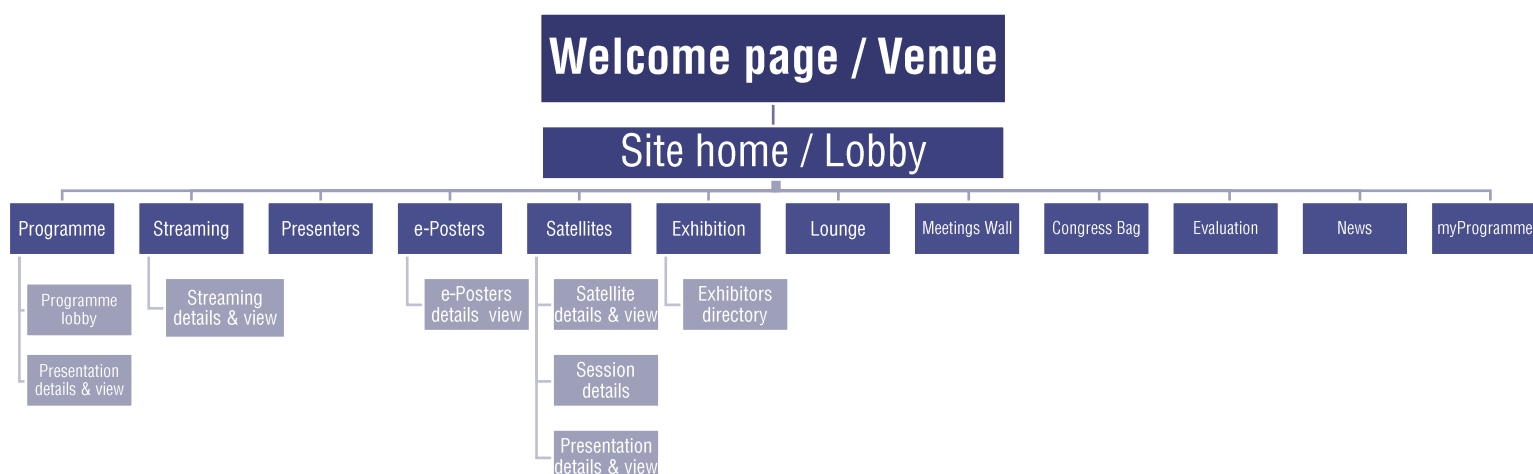 Welcome page / Venue
Site home / Lobby
Programme
Streaming
Presenters
e-Posters
Satellites
Exhibition
Lounge
Meetings Wall
Congress Bag
Evaluation
News
myProgramme
Programme
lobby
Presentation
details & view
Streaming
details & view
e-Posters
details view
Satellite
details & view
Session
details
Presentation
details & view
Exhibitors
directory